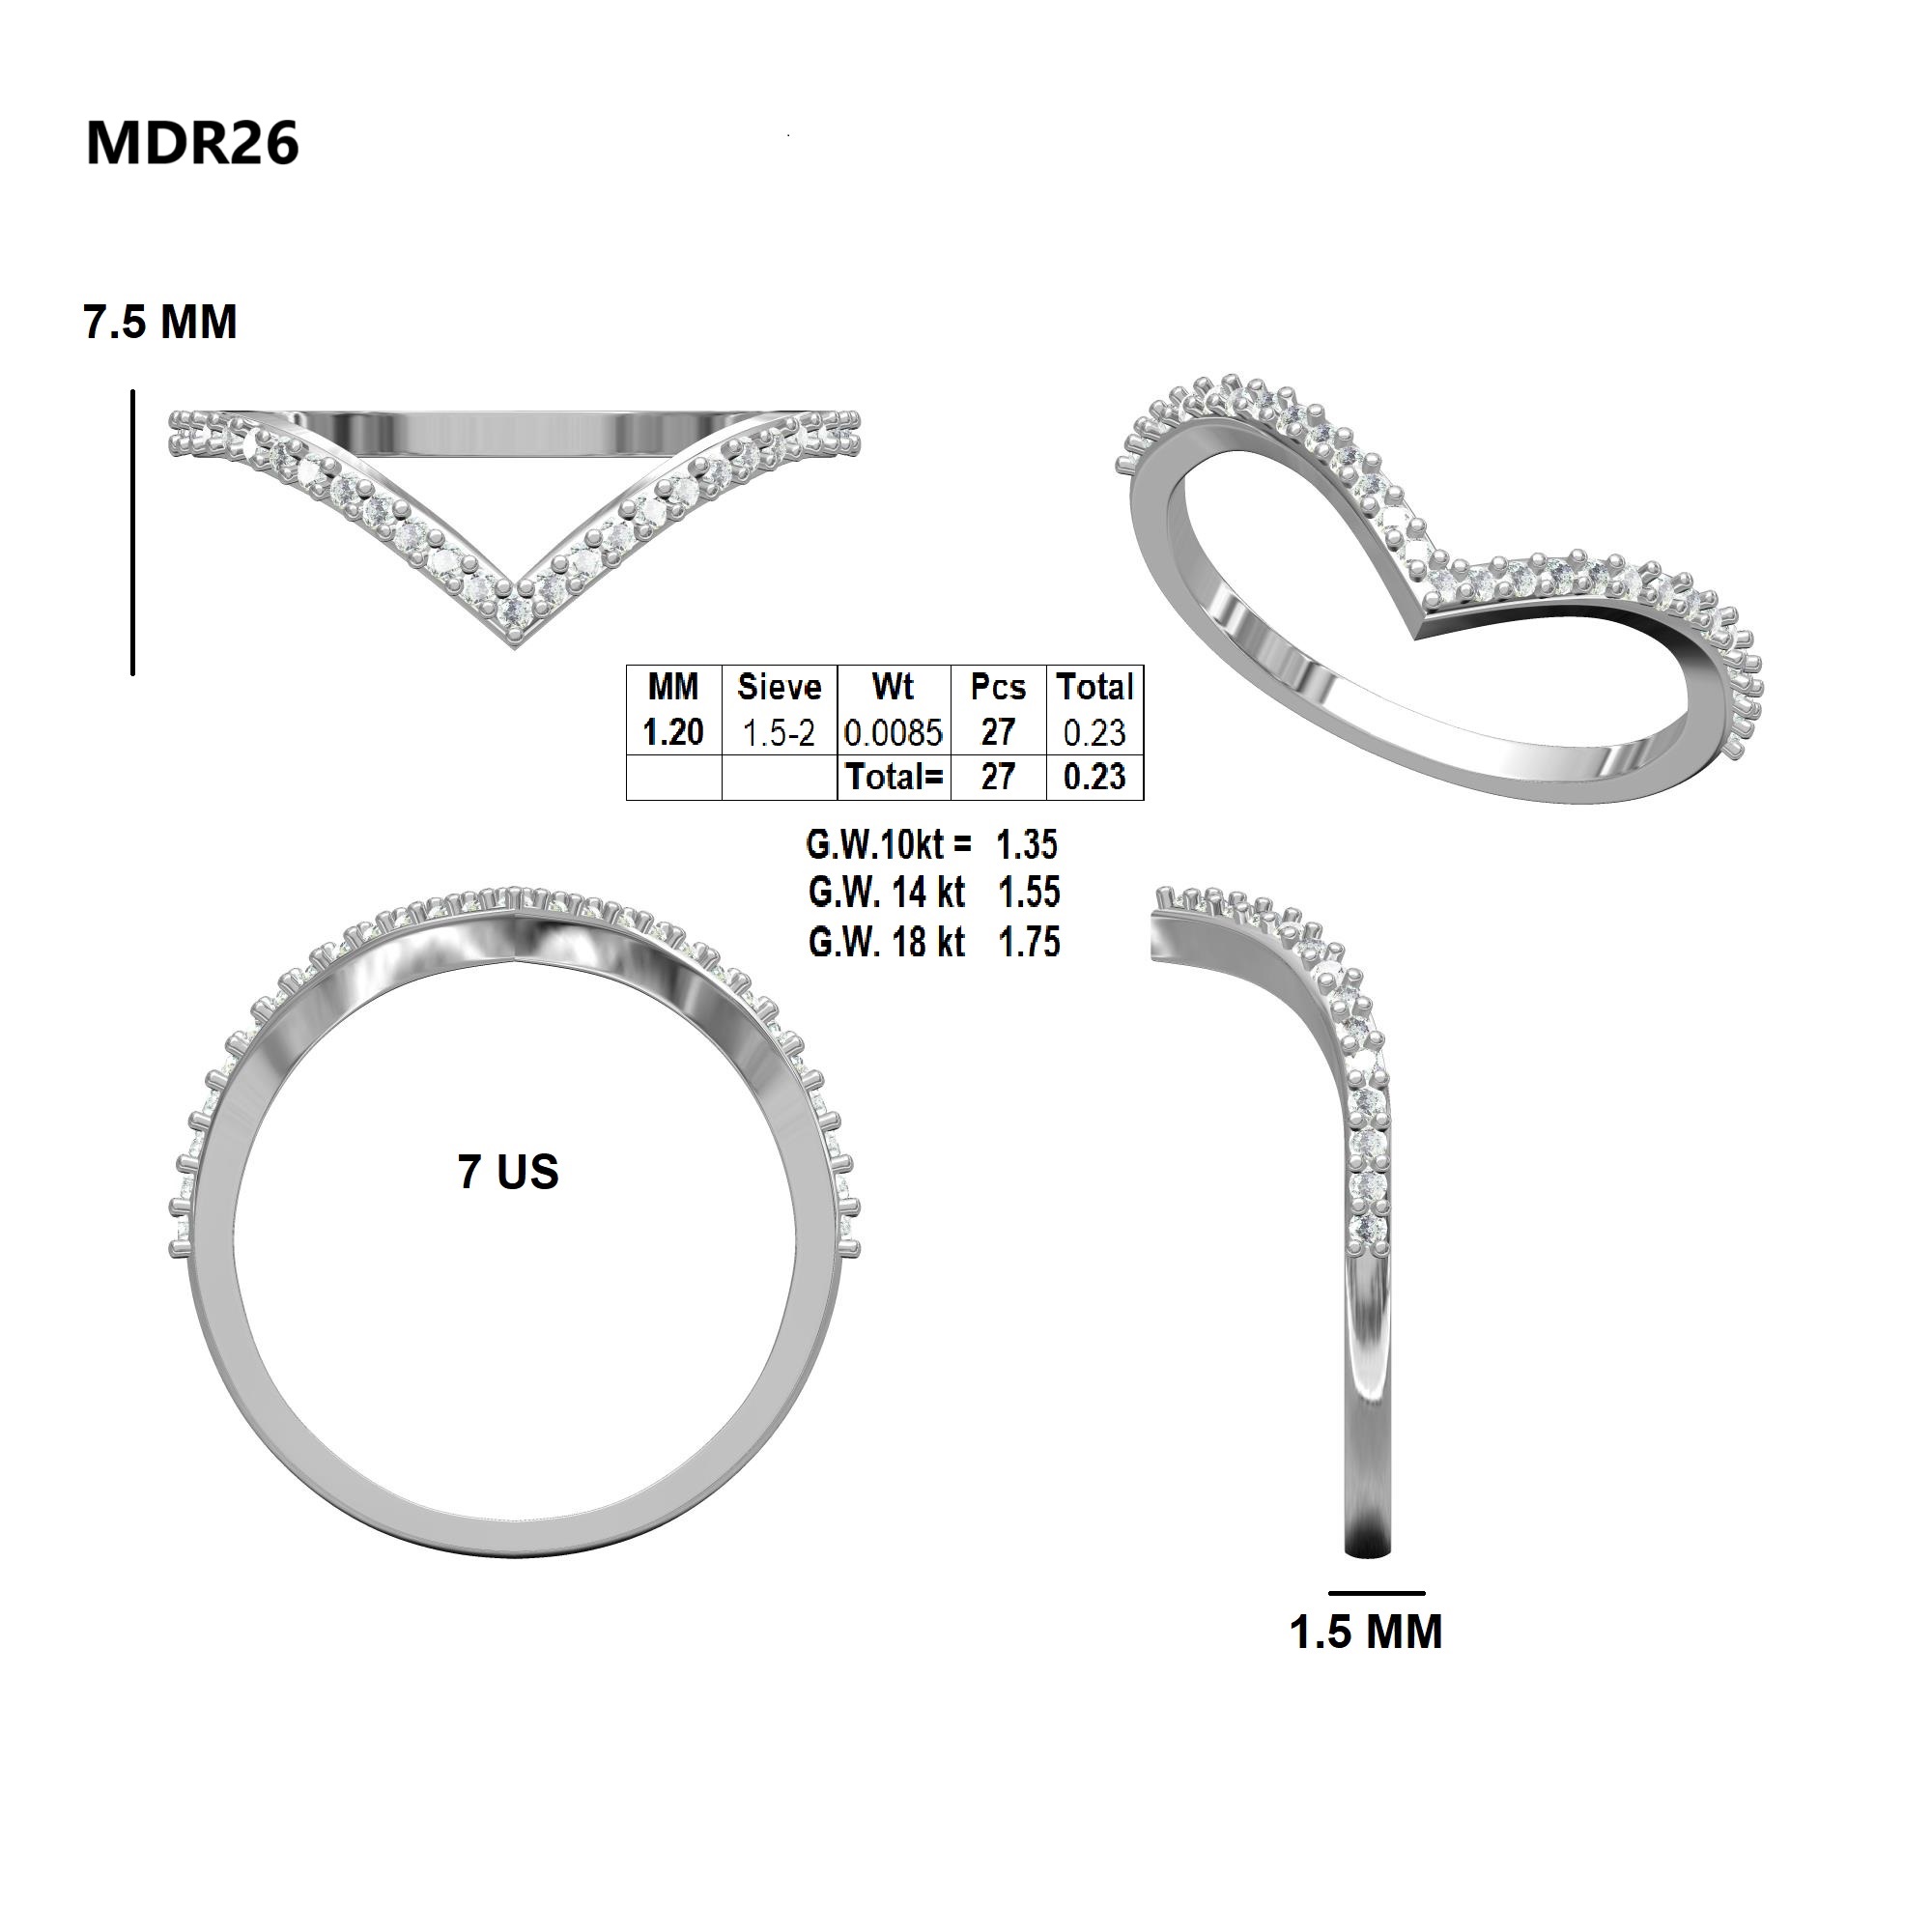 MDR26
7.5 MM
MM Sieve Wt Pcs Total
1.20 1.5-2 0.0085 27 0.23
Total= 27 0.23
G.W.10kt = 1.35
G.W. 14 kt 1.55
G.W. 18 kt 1.75
7 US
1.5 MM